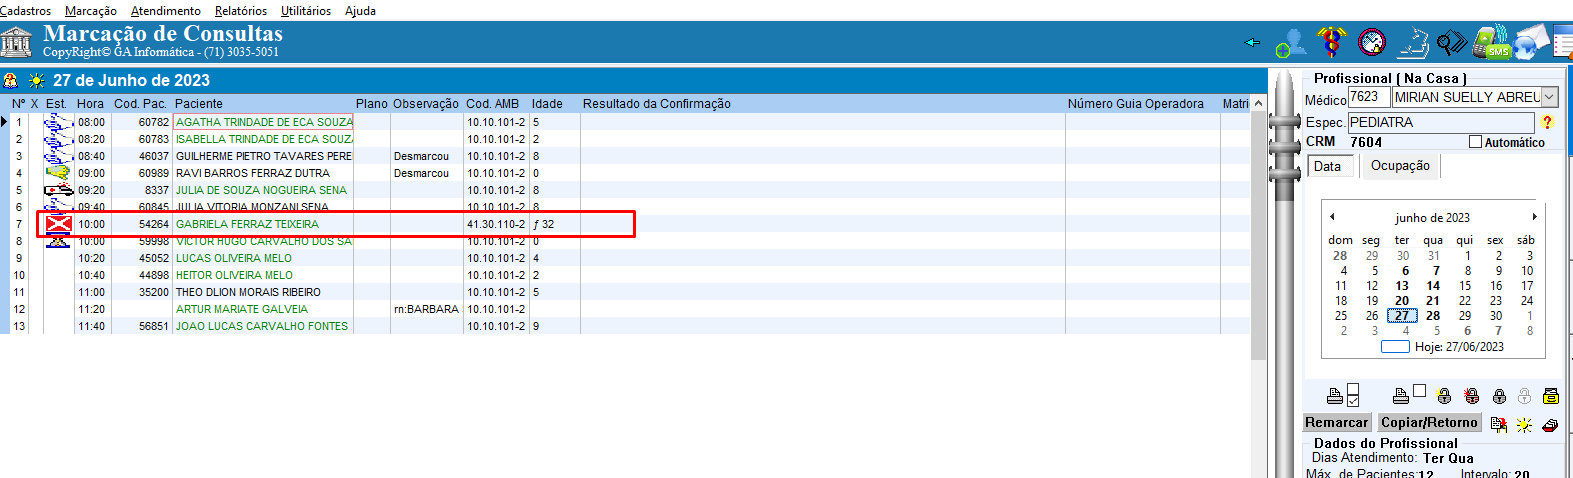 Cadastros Marcação Atendimento Relatórios Utilitários Ajuda
Marcação de Consultas
CopyRight© GA Informática - (71) 3035-5051
SMS
27 de Junho de 2023
Nº X Est. Hora Cod. Pac. Paciente Plano Observação Cod. AMB Idade Resultado da Confirmação Número Guia Operadora Matri
1 08:00 60782 AGATHA TRINDADE DE ECA SOUZA 10.10.101-2 5
2 08:20 60783 ISABELLA TRINDADE DE ECA SOUZA 10.10.101-2 2
3 08:40 46037 GUILHERME PIETRO TAVARES PERE Desmarcou 10.10.101-2 8
4 09:00 60989 RAVI BARROS FERRAZ DUTRA Desmarcou 10.10.101-2 0
5 09:20 8337 JULIA DE SOUZA NOGUEIRA SENA 10.10.101-2 8
6 09:40 60845 JULIA VITORIA MONZANI SENA 10.10.101-2 8
7 10:00 54264 GABRIELA FERRAZ TEIXEIRA 41.30.110-2 ƒ 32
8 10:00 59998 VICTOR HUGO CARVALHO DOS SA 10.10.101-2 0
9 10:20 45052 LUCAS OLIVEIRA MELO 10.10.101-2 4
10 10:40 44898 HEITOR OLIVEIRA MELO 10.10.101-2 2
11 11:00 35200 THEO DLION MORAIS RIBEIRO 10.10.101-2 5
12 11:20 ARTUR MARIATE GALVEIA rn:BARBARA 10.10.101-2
13 11:40 56851 JOAO LUCAS CARVALHO FONTES 10.10.101-2 9
Profissional ( Na Casa )
Médico 7623 MIRIAN SUELLY ABREU
Espec. PEDIATRA ?
CRM 7604 Automático
Data Ocupação
junho de 2023
dom seg ter qua qui sex sáb
28 29 30 31 1 2 3
4 5 6 7 8 9 10
11 12 13 14 15 16 17
18 19 20 21 22 23 24
25 26 27 28 29 30 1
2 3 4 5 6 7 8
Hoje: 27/06/2023
Remarcar Copiar/Retorno
Dados do Profissional
Dias Atendimento: Ter Qua
Máx. de Pacientes:12 Intervalo: 20